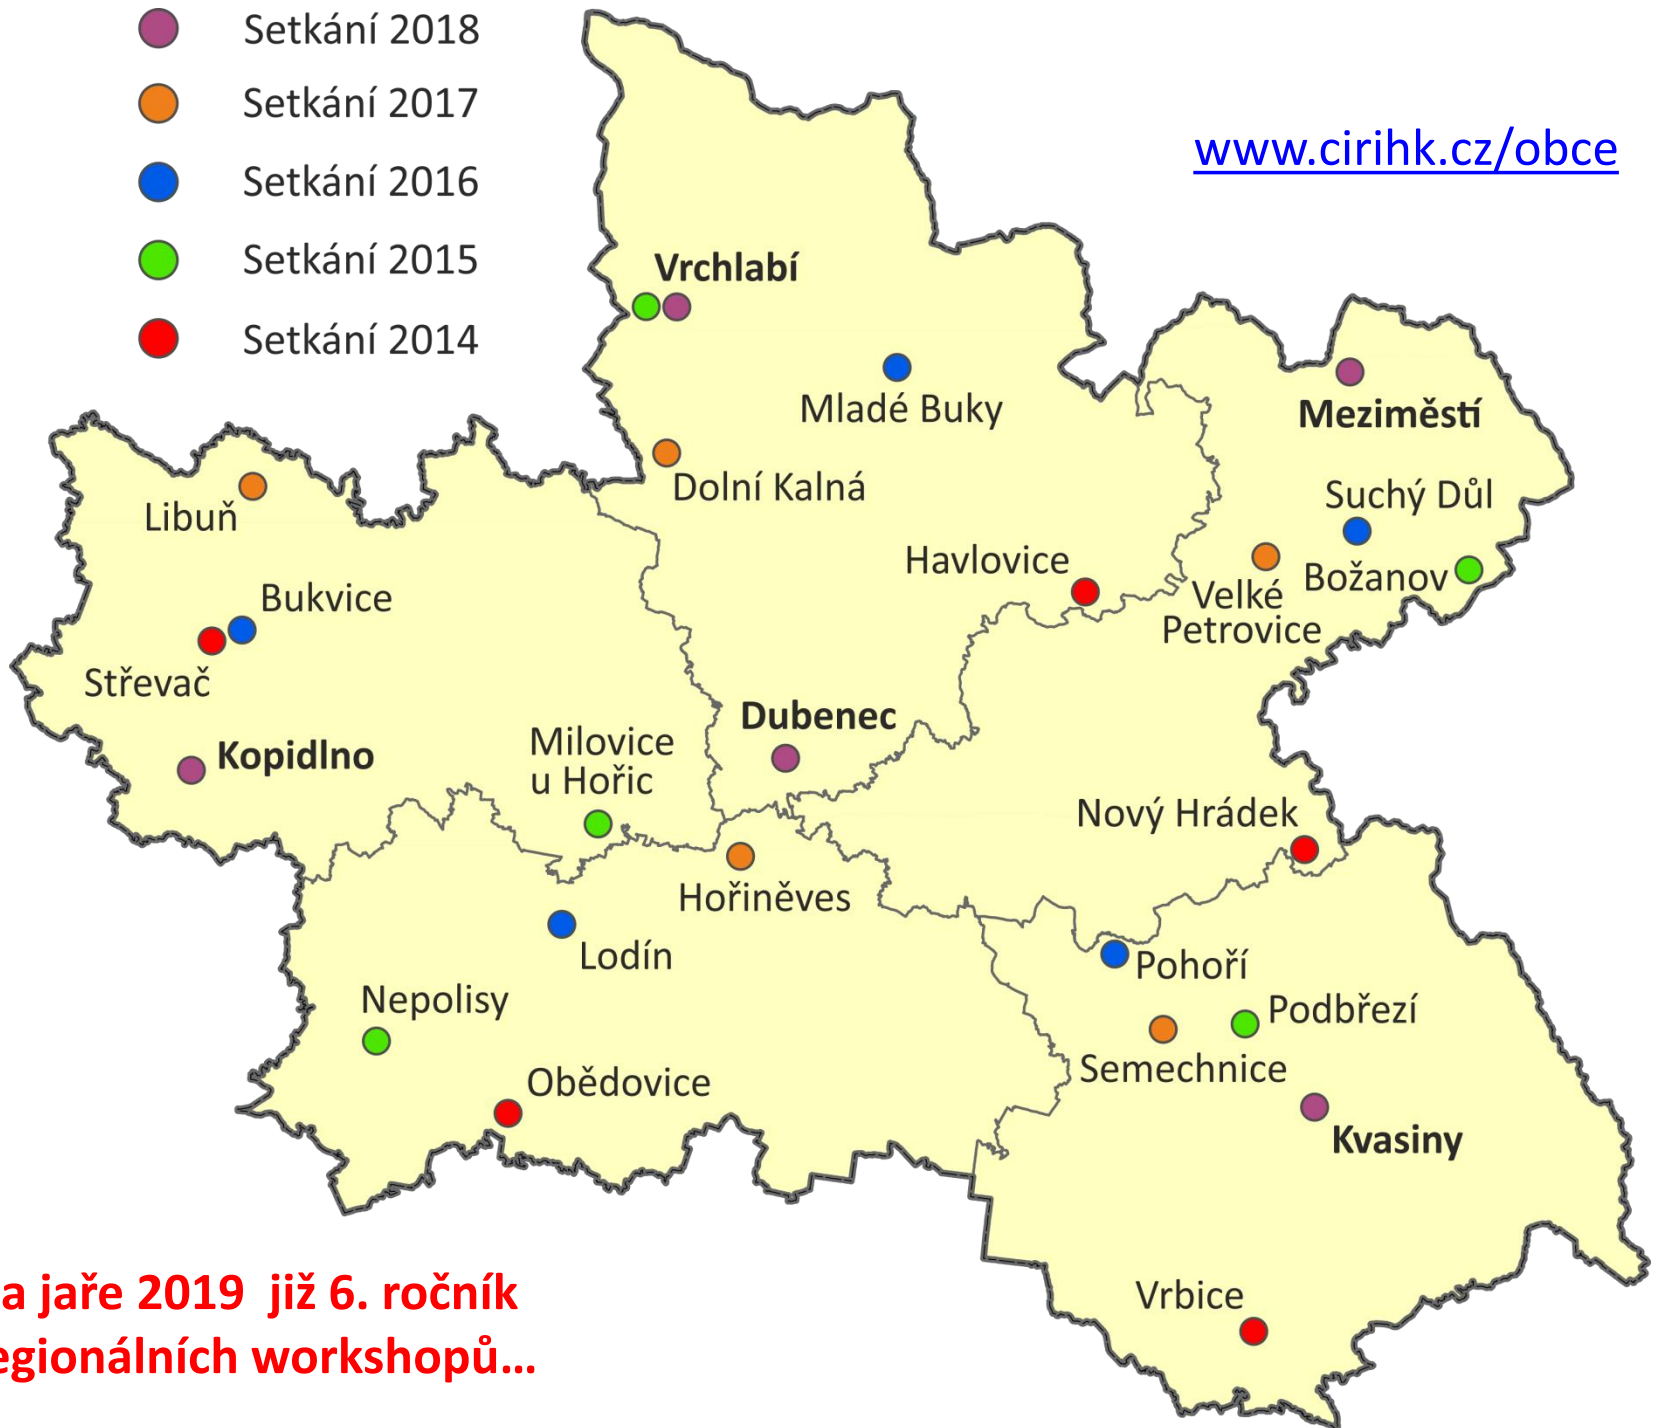 Setkání 2018
Setkání 2017
Setkání 2016
Setkání 2015
Setkání 2014
www.cirihk.cz/obce
Vrchlabí
Mladé Buky
Meziměstí
Dolní Kalná
Suchý Důl
Libuň
Havlovice
Božanov
Velké
Petrovice
Bukvice
Střevač
Dubenec
Milovice
u Hořic
Kopidlno
Nový Hrádek
Hořiněves
Lodín
Pohoří
Nepolisy
Podbřezí
Semechnice
Obědovice
Kvasiny
Vrbice
a jaře 2019  již 6. ročník
egionálních workshopů...